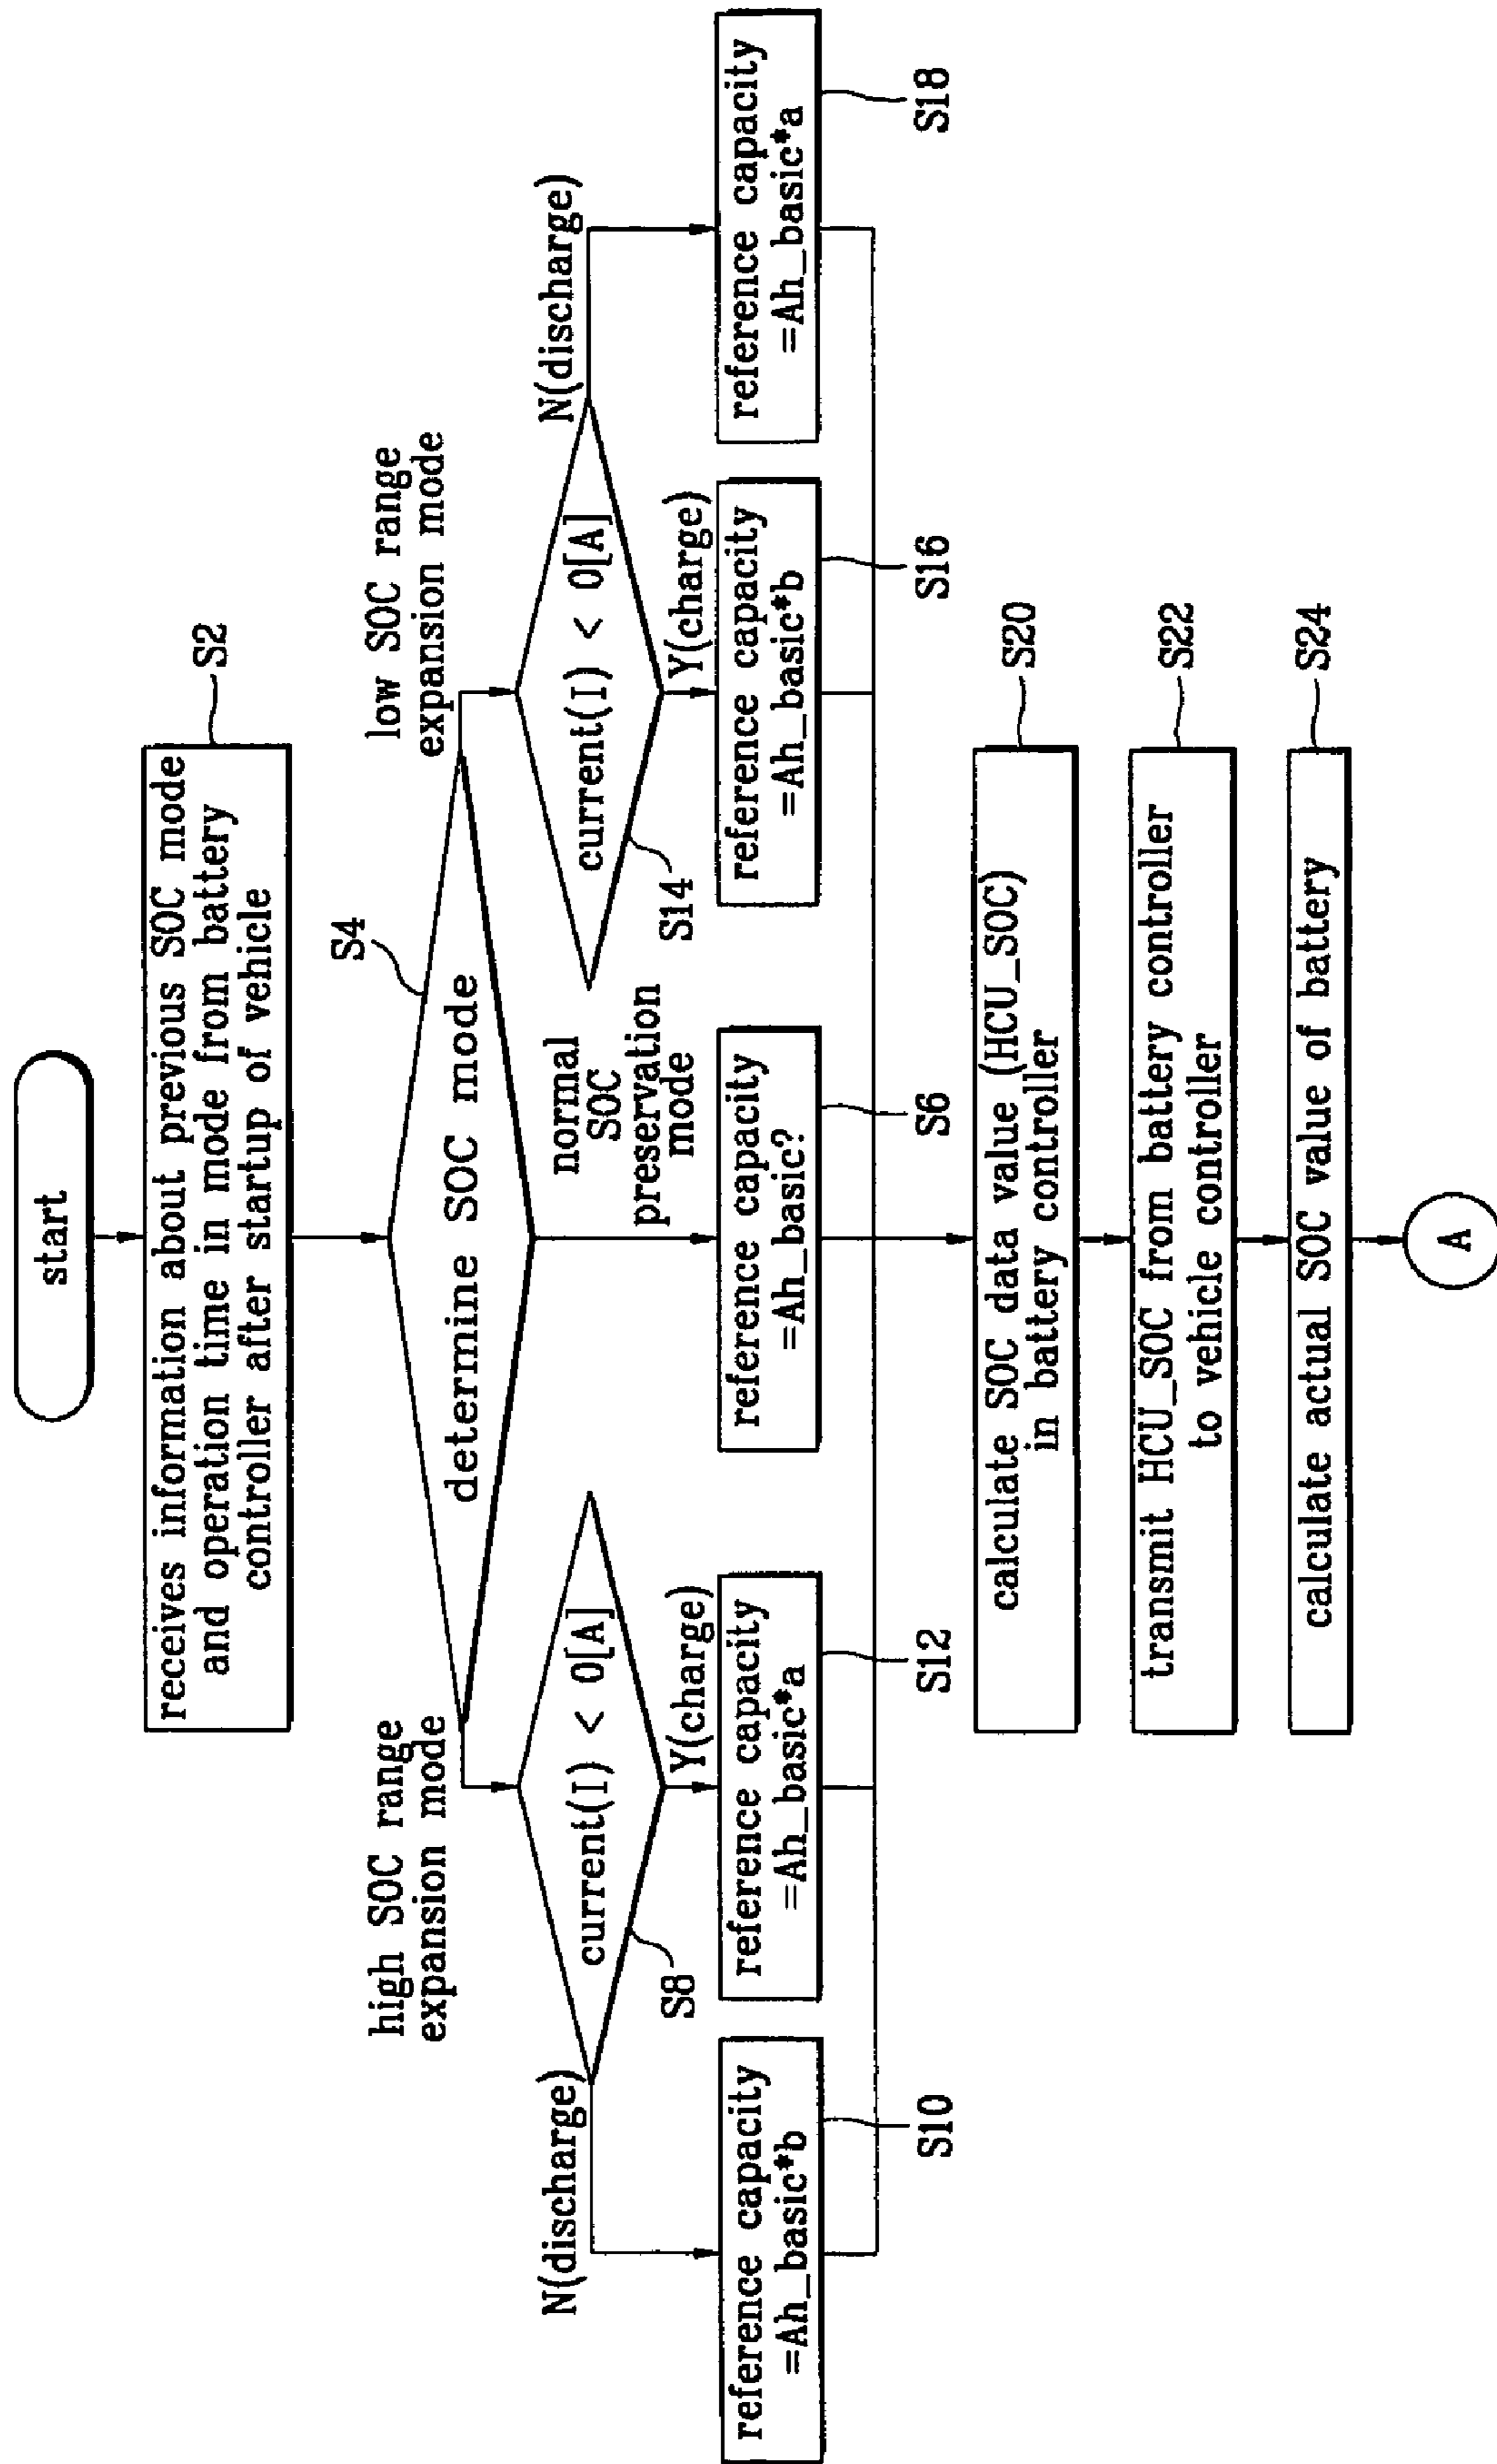 start
receives information about previous SOC mode
and operation time in mode from battery
controller after startup of vehicle
S2
determine SOC mode
S4
high SOC range
expansion mode
low SOC range
expansion mode
normal
SOC
preservation
mode
current(I) < 0[A]
S8
N(discharge)
Y(charge)
current(I) < 0[A]
S14
Y(charge)
N(discharge)
reference capacity
=Ah_basic*b
S10
reference capacity
=Ah_basic*a
S12
reference capacity
=Ah_basic?
S6
reference capacity
=Ah_basic*b
S16
reference capacity
=Ah_basic*a
S18
calculate SOC data value (HCU_SOC)
in battery controller
S20
transmit HCU_SOC from battery controller
to vehicle controller
S22
calculate actual SOC value of battery
S24
A